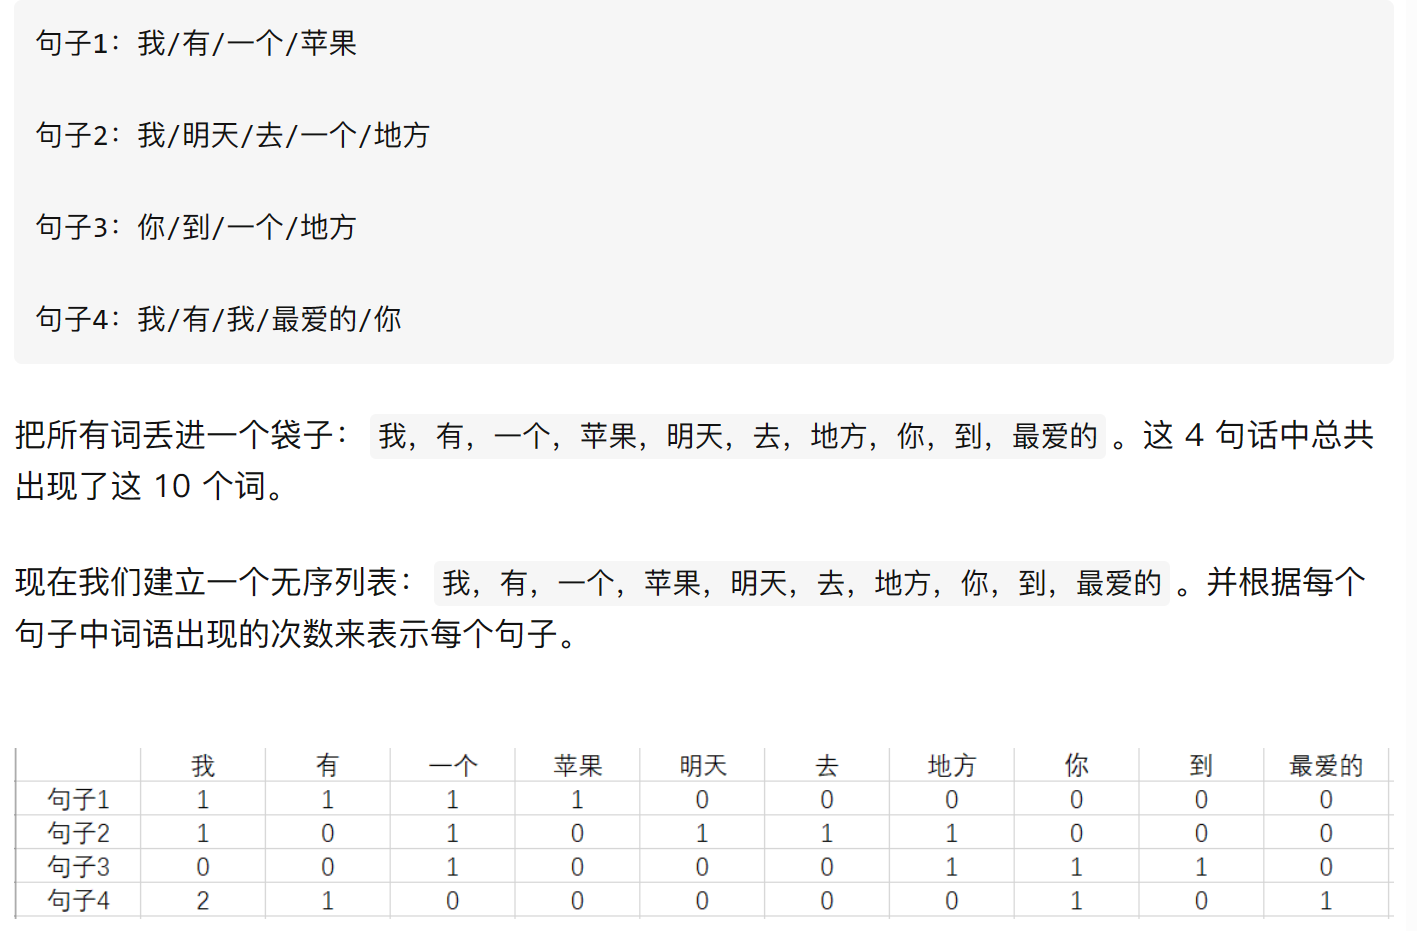 句子1：我/有/一个/苹果
句子2：我/明天/去/一个/地方
句子3：你/到/一个/地方
句子4：我/有/我/最爱的/你
把所有词丢进一个袋子：我，有，一个，苹果，明天，去，地方，你，到，最爱的。这 4 句话中总共
出现了这 10 个词。
现在我们建立一个无序列表：我，有，一个，苹果，明天，去，地方，你，到，最爱的。并根据每个
句子中词语出现的次数来表示每个句子。
我 有 一个 苹果 明天 去 地方 你 到 最爱的
句子1 1 1 1 1 0 0 0 0 0 0
句子2 1 0 1 0 1 1 1 0 0 0
句子3 0 0 1 0 0 0 1 1 1 0
句子4 2 1 0 0 0 0 0 1 0 1